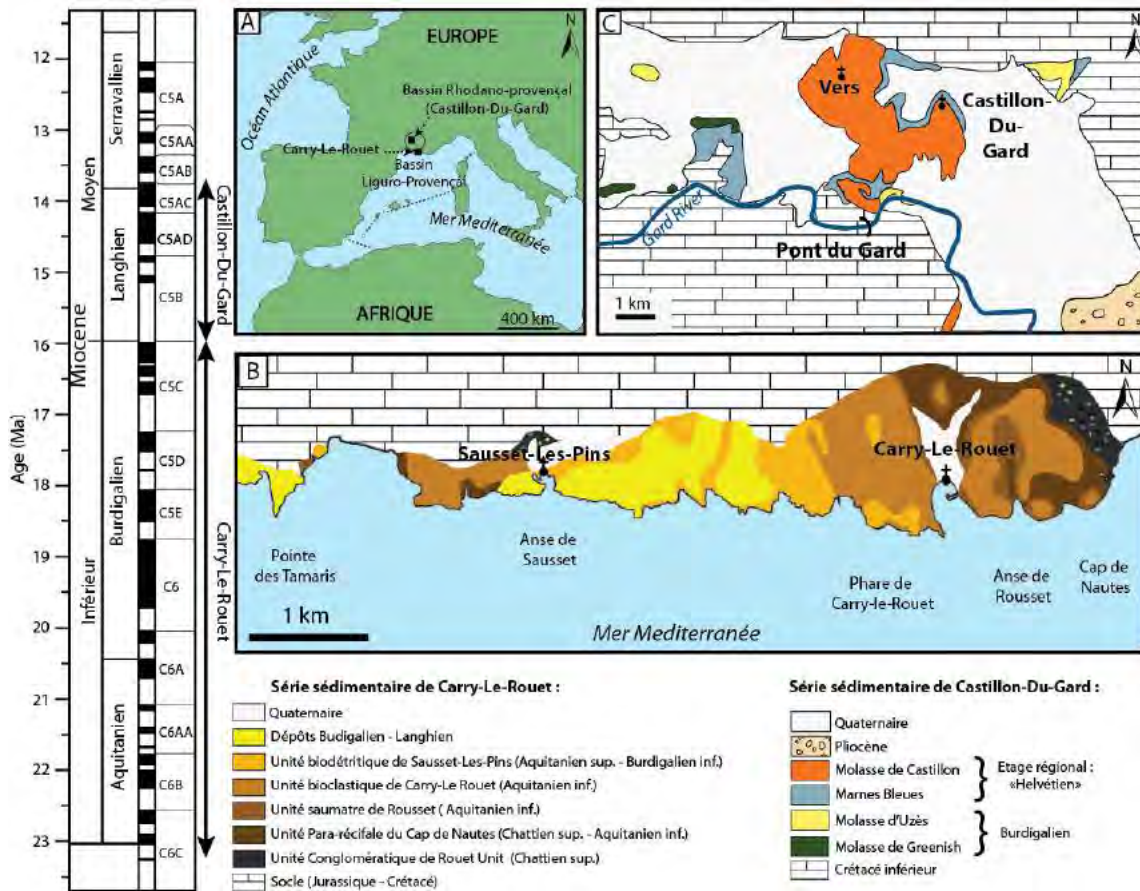 Age (Ma)
12
13
14
15
16
17
18
19
20
21
22
23
Miocene
Moyen
Inférieur
Serravallien
Langhien
Burdigalien
Aquitanien
C5A
C5AA
C5AB
C5AC
C5AD
C5B
C5C
C5D
C5E
C6
C6A
C6AA
C6B
C6C
Castillon-Du-Gard
Carry-Le-Rouet
A
N
EUROPE
Océan Atlantique
Bassin Rhodano-provençal
(Castillon-Du-Gard)
Carry-Le-Rouet
Bassin
Liguro-Provençal
Mer Mediterranée
AFRIQUE
400 km
C
N
Vers
Castillon-
Du-
Gard
Gard River
Pont du Gard
1 km
B
N
Sausset-Les-Pins
Carry-Le-Rouet
Pointe
des Tamaris
Anse de
Sausset
Phare de
Carry-le-Rouet
Anse de
Rousset
Cap de
Nautes
1 km
Mer Mediterranée
Série sédimentaire de Carry-Le-Rouet :
Quaternaire
Dépôts Budigalien - Langhien
Unité biodétritique de Sausset-Les-Pins (Aquitanien sup. - Burdigalien inf.)
Unité bioclastique de Carry-Le Rouet (Aquitanien inf.)
Unité saumatre de Rousset ( Aquitanien inf.)
Unité Para-récifale du Cap de Nautes (Chattien sup. - Aquitanien inf.)
Unité Conglomératique de Rouet Unit (Chattien sup.)
Socle (Jurassique - Crétacé)
Série sédimentaire de Castillon-Du-Gard :
Quaternaire
Pliocène
Molasse de Castillon
Marnes Bleues
Etage régional :
«Helvétien»
Molasse d'Uzès
Molasse de Greenish
Burdigalien
Crétacé inférieur